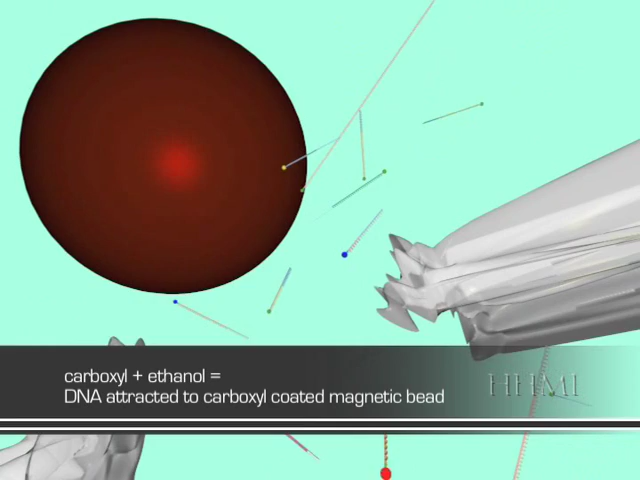 carboxyl + ethanol =
DNA attracted to carboxyl coated magnetic bead
HHMI